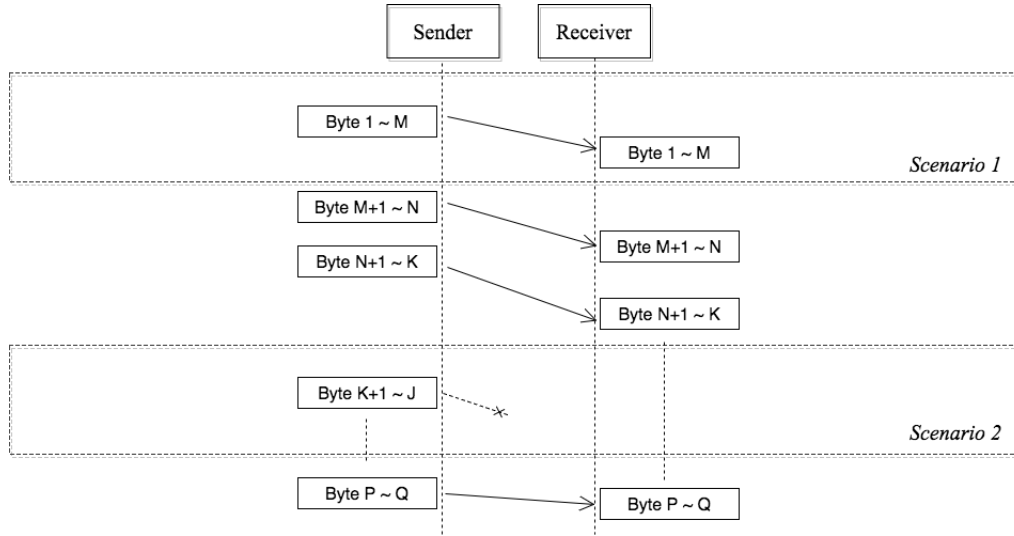 Sender
Receiver
Byte 1 ~ M
Byte 1 ~ M
Scenario 1
Byte M+1 ~ N
Byte M+1 ~ N
Byte N+1 ~ K
Byte N+1 ~ K
Byte K+1 ~ J
Scenario 2
Byte P ~ Q
Byte P ~ Q